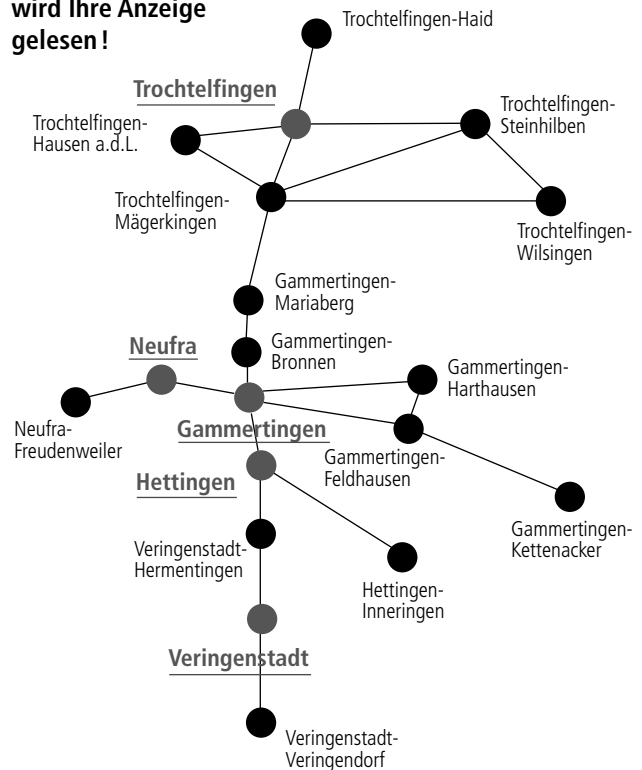 wird Ihre Anzeige
gelesen !
Trochtelfingen-Haid
Trochtelfingen
Trochtelfingen-
Steinhilben
Trochtelfingen-
Hausen a.d.L.
Trochtelfingen-
Mägerkingen
Trochtelfingen-
Wilsingen
Gammertingen-
Mariaberg
Gammertingen-
Bronnen
Neufra
Gammertingen-
Harthausen
Neufra-
Freudenweiler
Gammertingen
Gammertingen-
Feldhausen
Hettingen
Gammertingen-
Kettenacker
Veringenstadt-
Hermentingen
Hettingen-
Inneringen
Veringenstadt
Veringenstadt-
Veringendorf